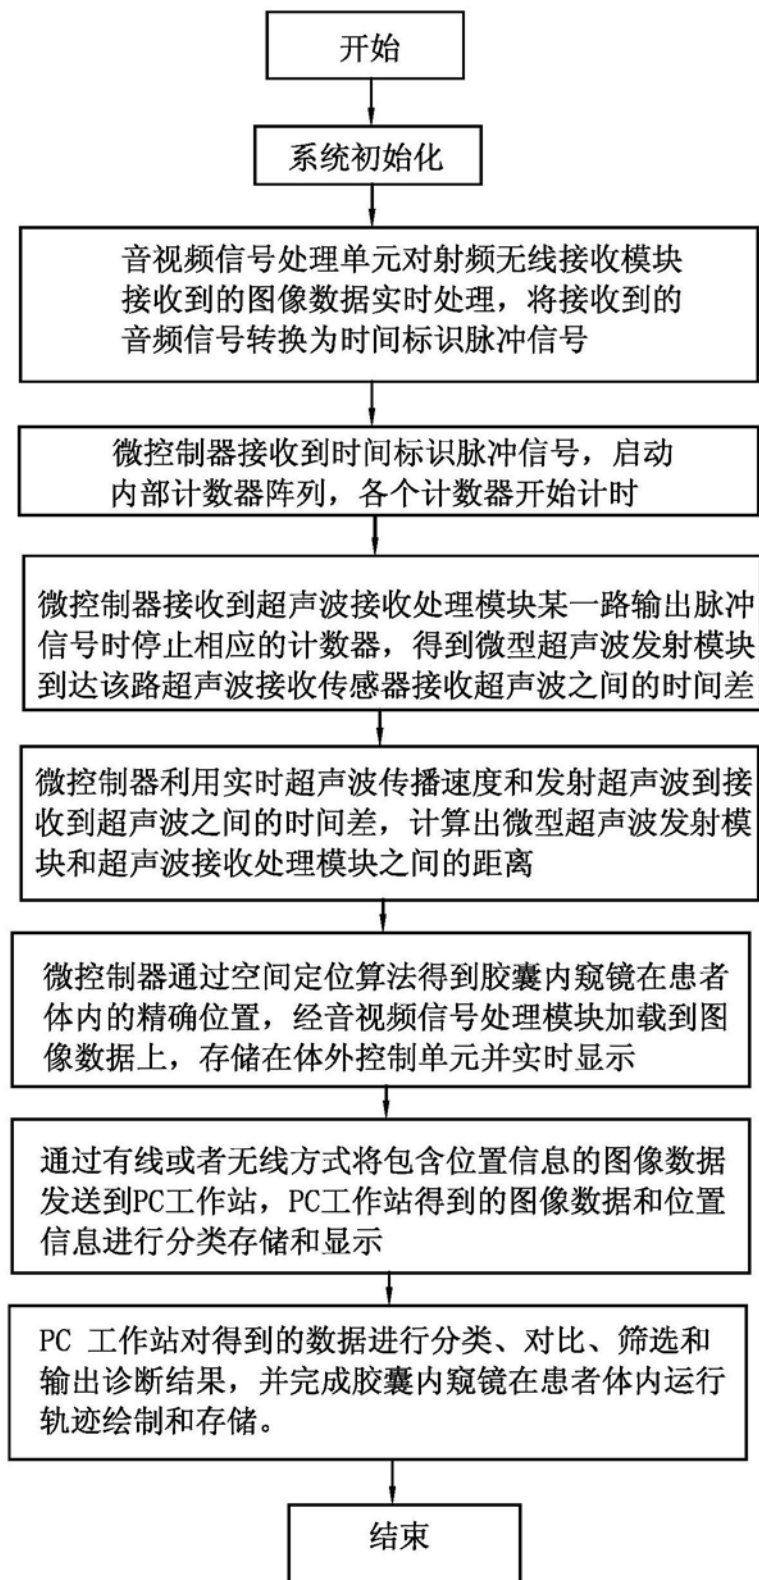 开始
系统初始化
音视频信号处理单元对射频无线接收模块
接收到的图像数据实时处理，将接收到的
音频信号转换为时间标识脉冲信号
微控制器接收到时间标识脉冲信号，启动
内部计数器阵列，各个计数器开始计时
微控制器接收到超声波接收处理模块某一路输出脉冲
信号时停止相应的计数器，得到微型超声波发射模块
到达该路超声波接收传感器接收超声波之间的时间差
微控制器利用实时超声波传播速度和发射超声波到接
收到超声波之间的时间差，计算出微型超声波发射模
块和超声波接收处理模块之间的距离
微控制器通过空间定位算法得到胶囊内窥镜在患者
体内的精确位置，经音视频信号处理模块加载到图
像数据上，存储在体外控制单元并实时显示
通过有线或者无线方式将包含位置信息的图像数据
发送到PC工作站，PC工作站得到的图像数据和位置
信息进行分类存储和显示
PC 工作站对得到的数据进行分类、对比、筛选和
输出诊断结果，并完成胶囊内窥镜在患者体内运行
轨迹绘制和存储。
结束